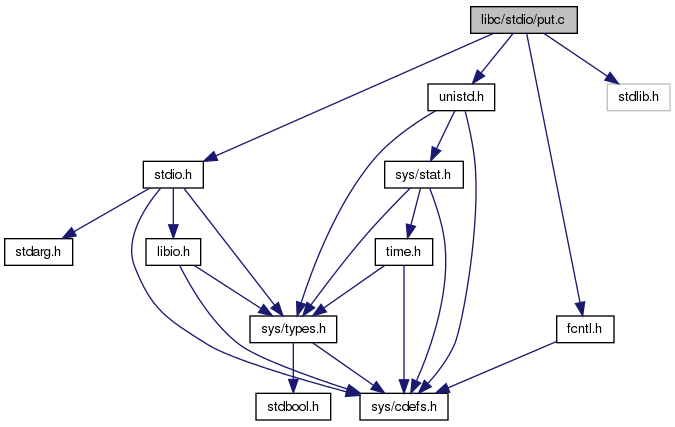 libc/stdio/put.c
unistd.h
stdlib.h
stdio.h
sys/stat.h
stdarg.h
libio.h
time.h
sys/types.h
fcntl.h
stdbool.h
sys/cdefs.h